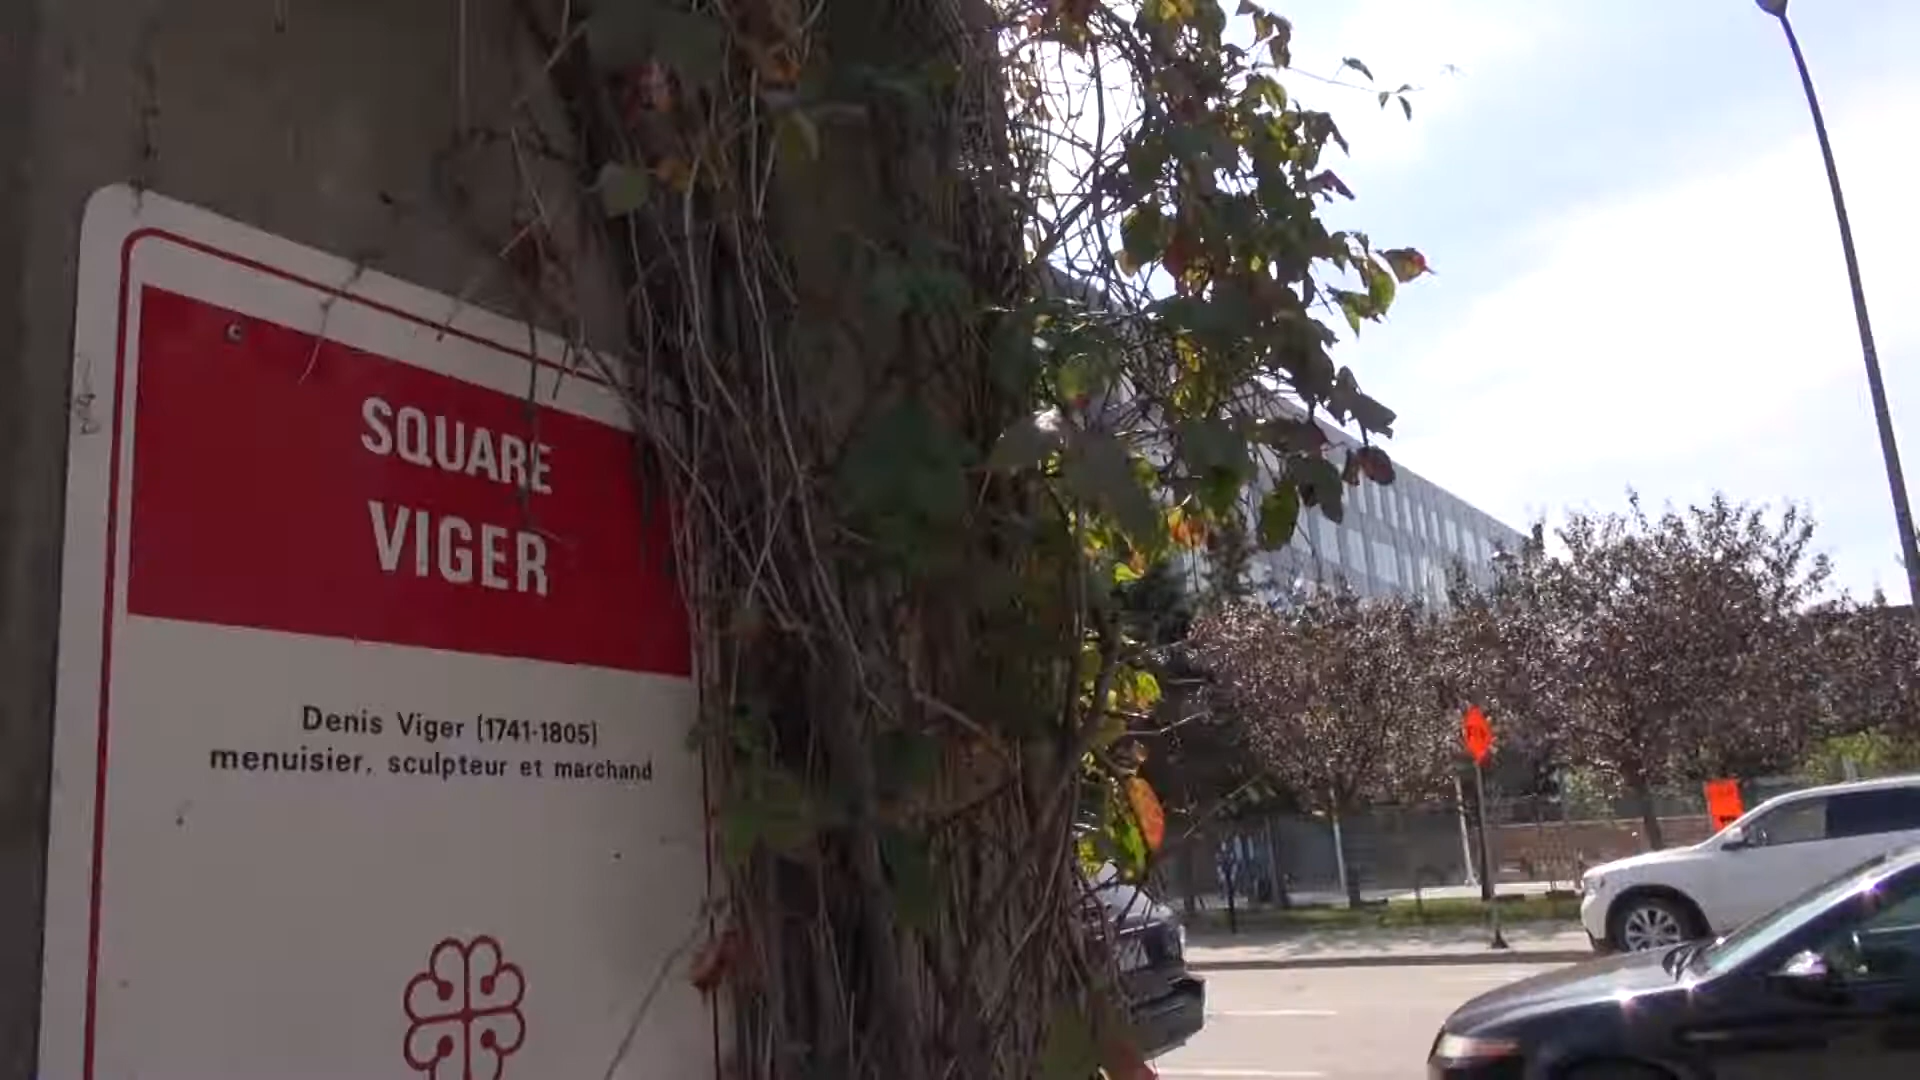 SQUARE
VIGER
Denis Viger (1741-1805)
menuisier, sculpteur et marchand